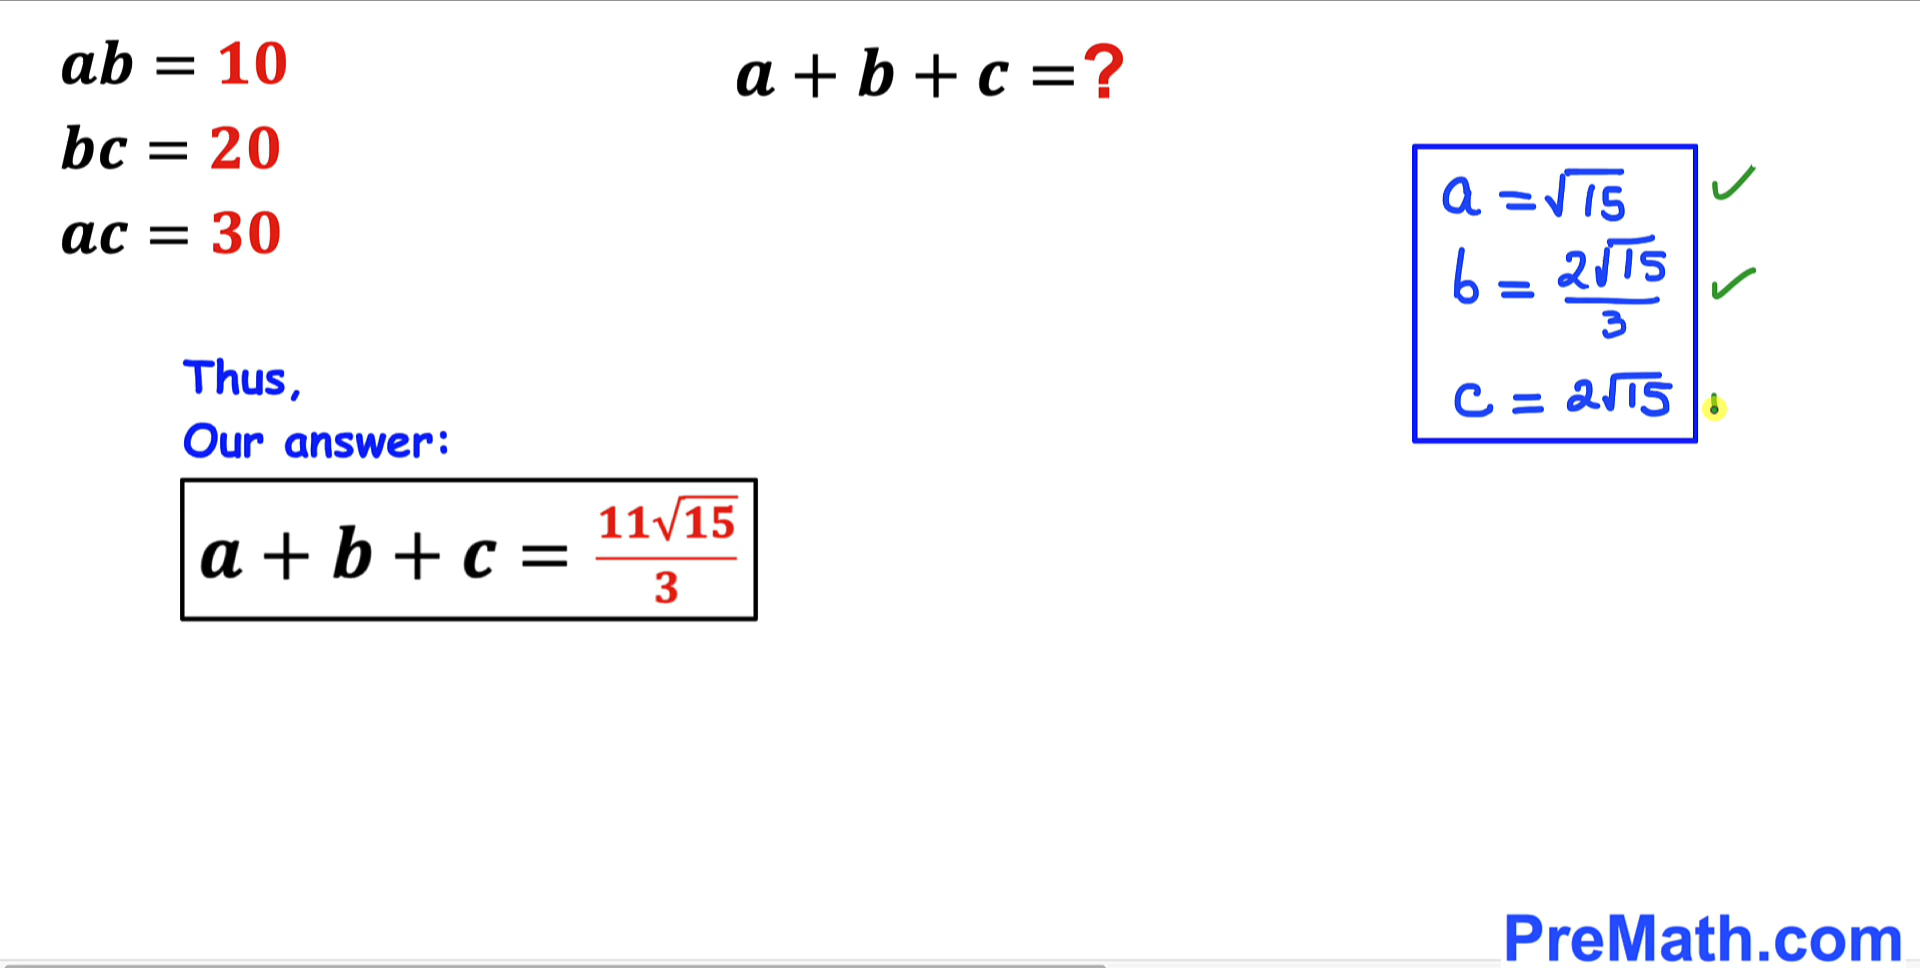 ab = 10
a + b + c = ?
bc = 20
ac = 30
a = √15
b = 2√15/3
c = 2√15
Thus,
Our answer:
a + b + c = 11√15/3
PreMath.com